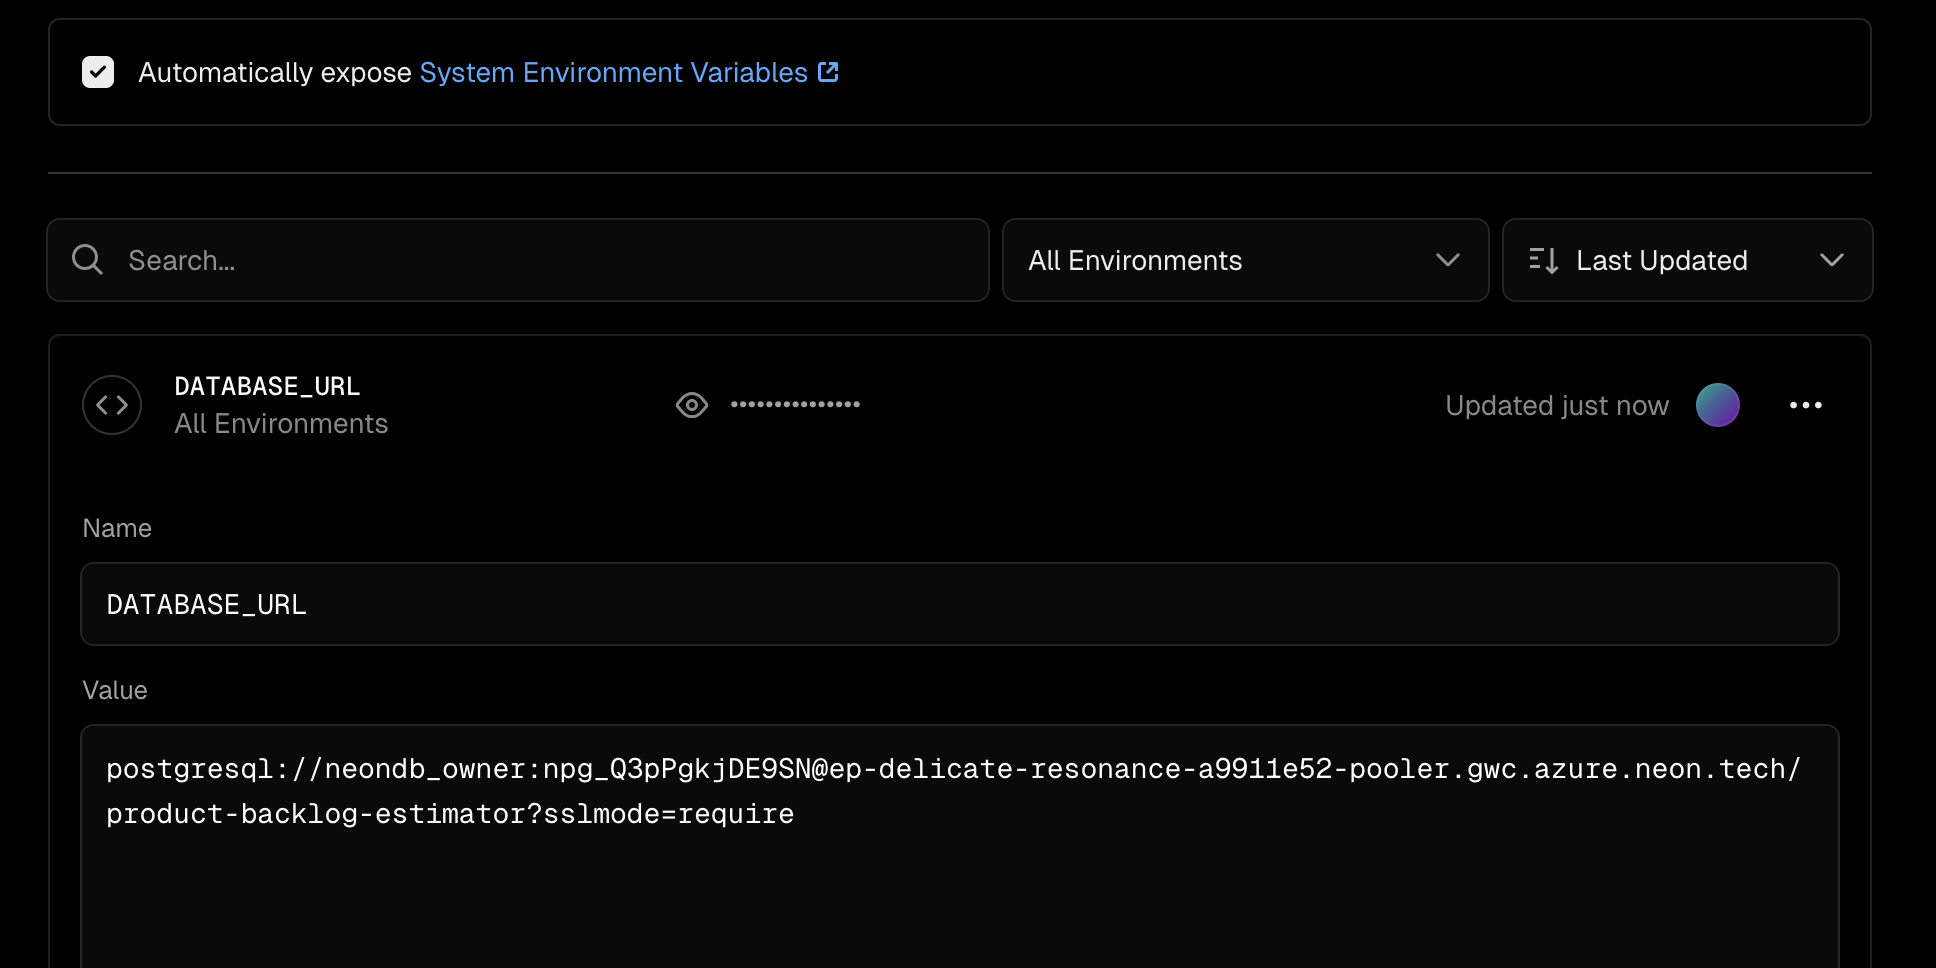 Automatically expose System Environment Variables
Search...
All Environments
Last Updated
DATABASE_URL
All Environments
••••••••••••••• 
Updated just now
Name
DATABASE_URL
Value
postgresql://neondb_owner:npg_Q3pPgkjDE9SN@ep-delicate-resonance-a9911e52-pooler.gwc.azure.neon.tech/
product-backlog-estimator?sslmode=require